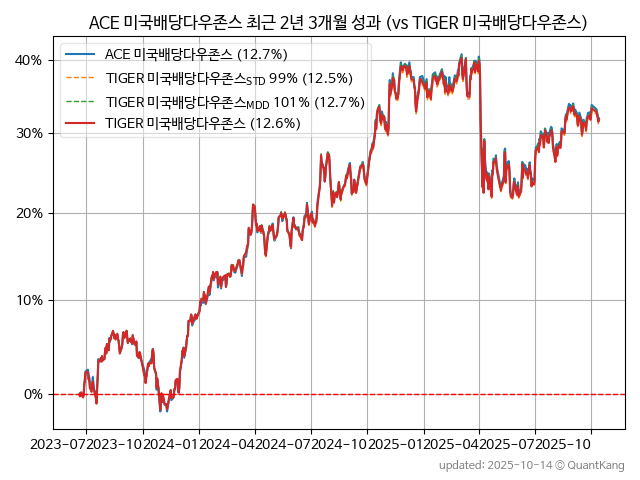 ACE 미국배당다우존스 최근 2년 3개월 성과 (vs TIGER 미국배당다우존스)
ACE 미국배당다우존스 (12.7%)
TIGER 미국배당다우존스STD 99% (12.5%)
TIGER 미국배당다우존스MDD 101% (12.7%)
TIGER 미국배당다우존스 (12.6%)
40%
30%
20%
10%
0%
2023-07 2023-10 2024-01 2024-04 2024-07 2024-10 2025-01 2025-04 2025-07 2025-10
updated: 2025-10-14 © QuantKang